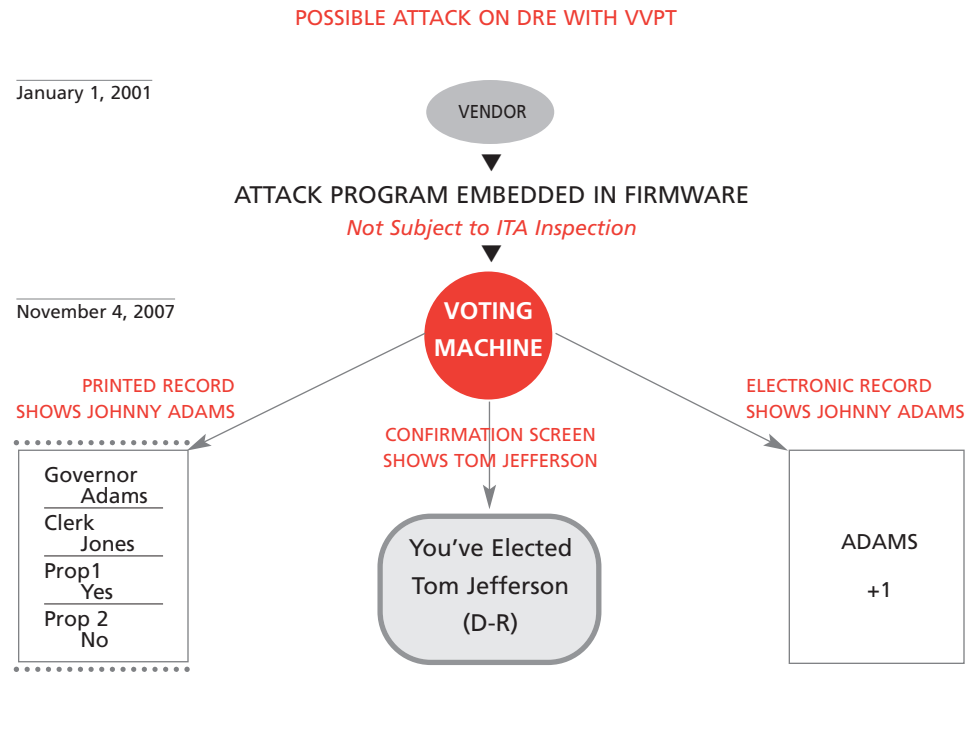 POSSIBLE ATTACK ON DRE WITH VVPT
January 1, 2001
VENDOR
ATTACK PROGRAM EMBEDDED IN FIRMWARE
Not Subject to ITA Inspection
November 4, 2007
VOTING
MACHINE
PRINTED RECORD
SHOWS JOHNNY ADAMS
CONFIRMATION SCREEN
SHOWS TOM JEFFERSON
ELECTRONIC RECORD
SHOWS JOHNNY ADAMS
Governor
Adams
Clerk
Jones
Prop1
Yes
Prop 2
No
You’ve Elected
Tom Jefferson
(D-R)
ADAMS
+1